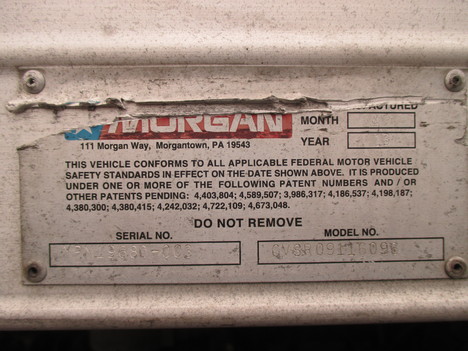 MORGAN
MONTH
111 Morgan Way, Morgantown, PA 19543
YEAR
THIS VEHICLE CONFORMS TO ALL APPLICABLE FEDERAL MOTOR VEHICLE
SAFETY STANDARDS IN EFFECT ON THE DATE SHOWN ABOVE. IT IS PRODUCED
UNDER ONE OR MORE OF THE FOLLOWING PATENT NUMBERS AND / OR
OTHER PATENTS PENDING: 4,403,804; 4,589,507; 3,986,317; 4,186,537; 4,198,187;
4,380,300; 4,380,415; 4,242,032; 4,722,109; 4,673,048.
DO NOT REMOVE
SERIAL NO. MODEL NO.